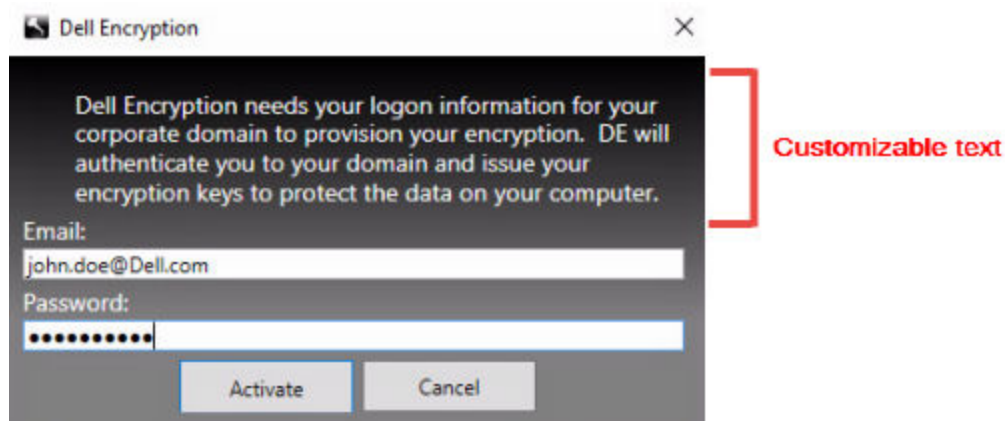 Dell Encryption
Dell Encryption needs your logon information for your
corporate domain to provision your encryption.  DE will
authenticate you to your domain and issue your
encryption keys to protect the data on your computer.
Customizable text
Email:
john.doe@Dell.com
Password:
••••••••••
Activate
Cancel